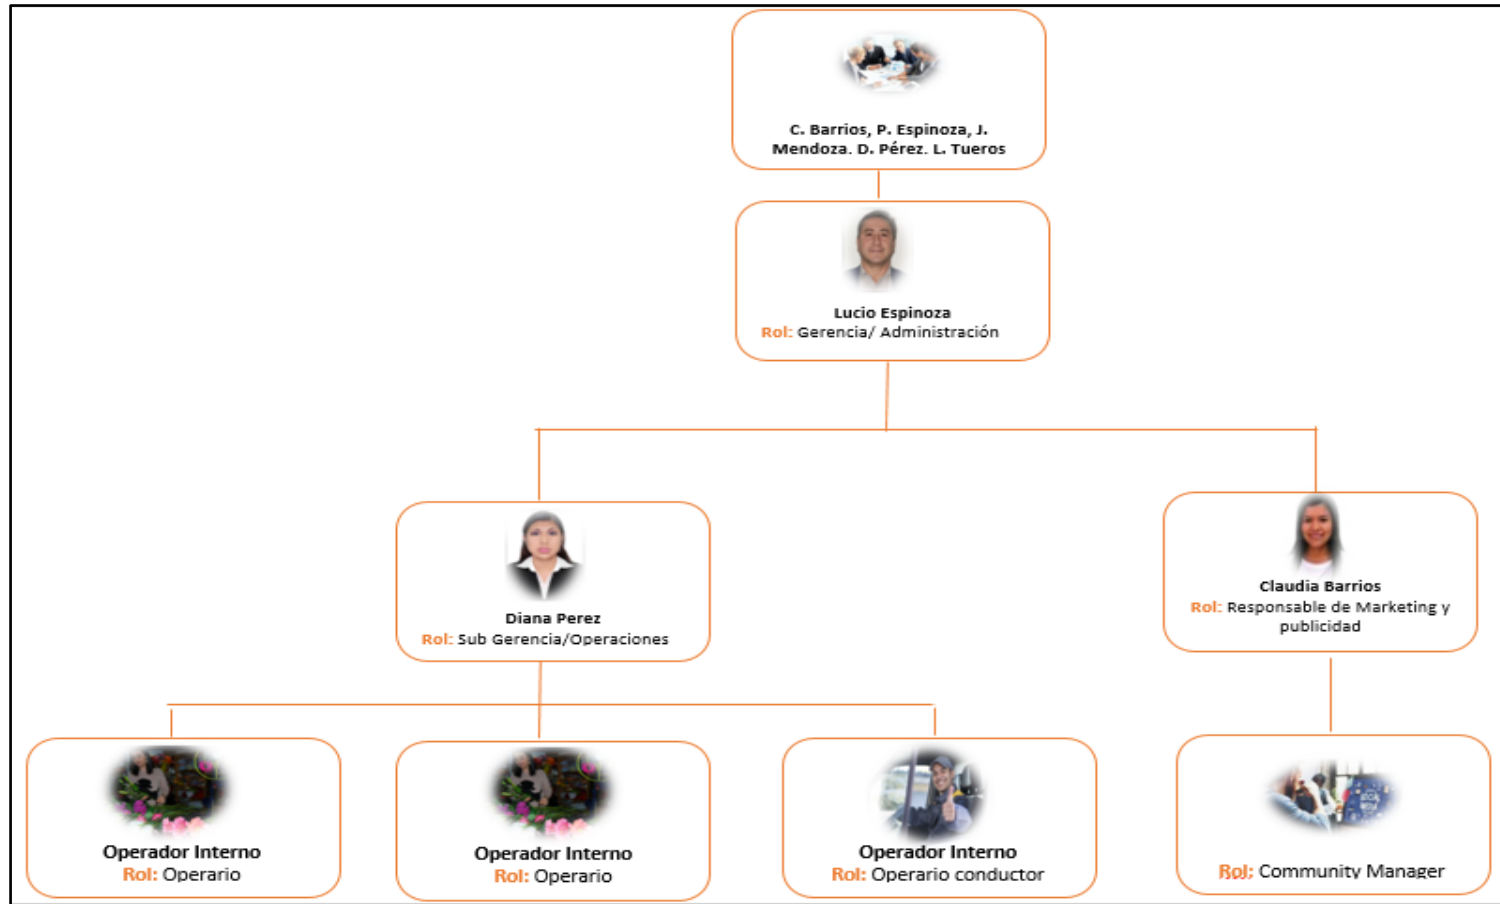 C. Barrios, P. Espinoza, J.
Mendoza. D. Pérez. L. Tueros
Lucio Espinoza
Rol: Gerencia/ Administración
Diana Perez
Rol: Sub Gerencia/Operaciones
Claudia Barrios
Rol: Responsable de Marketing y
publicidad
Operador Interno
Rol: Operario
Operador Interno
Rol: Operario
Operador Interno
Rol: Operario conductor
Rol: Community Manager